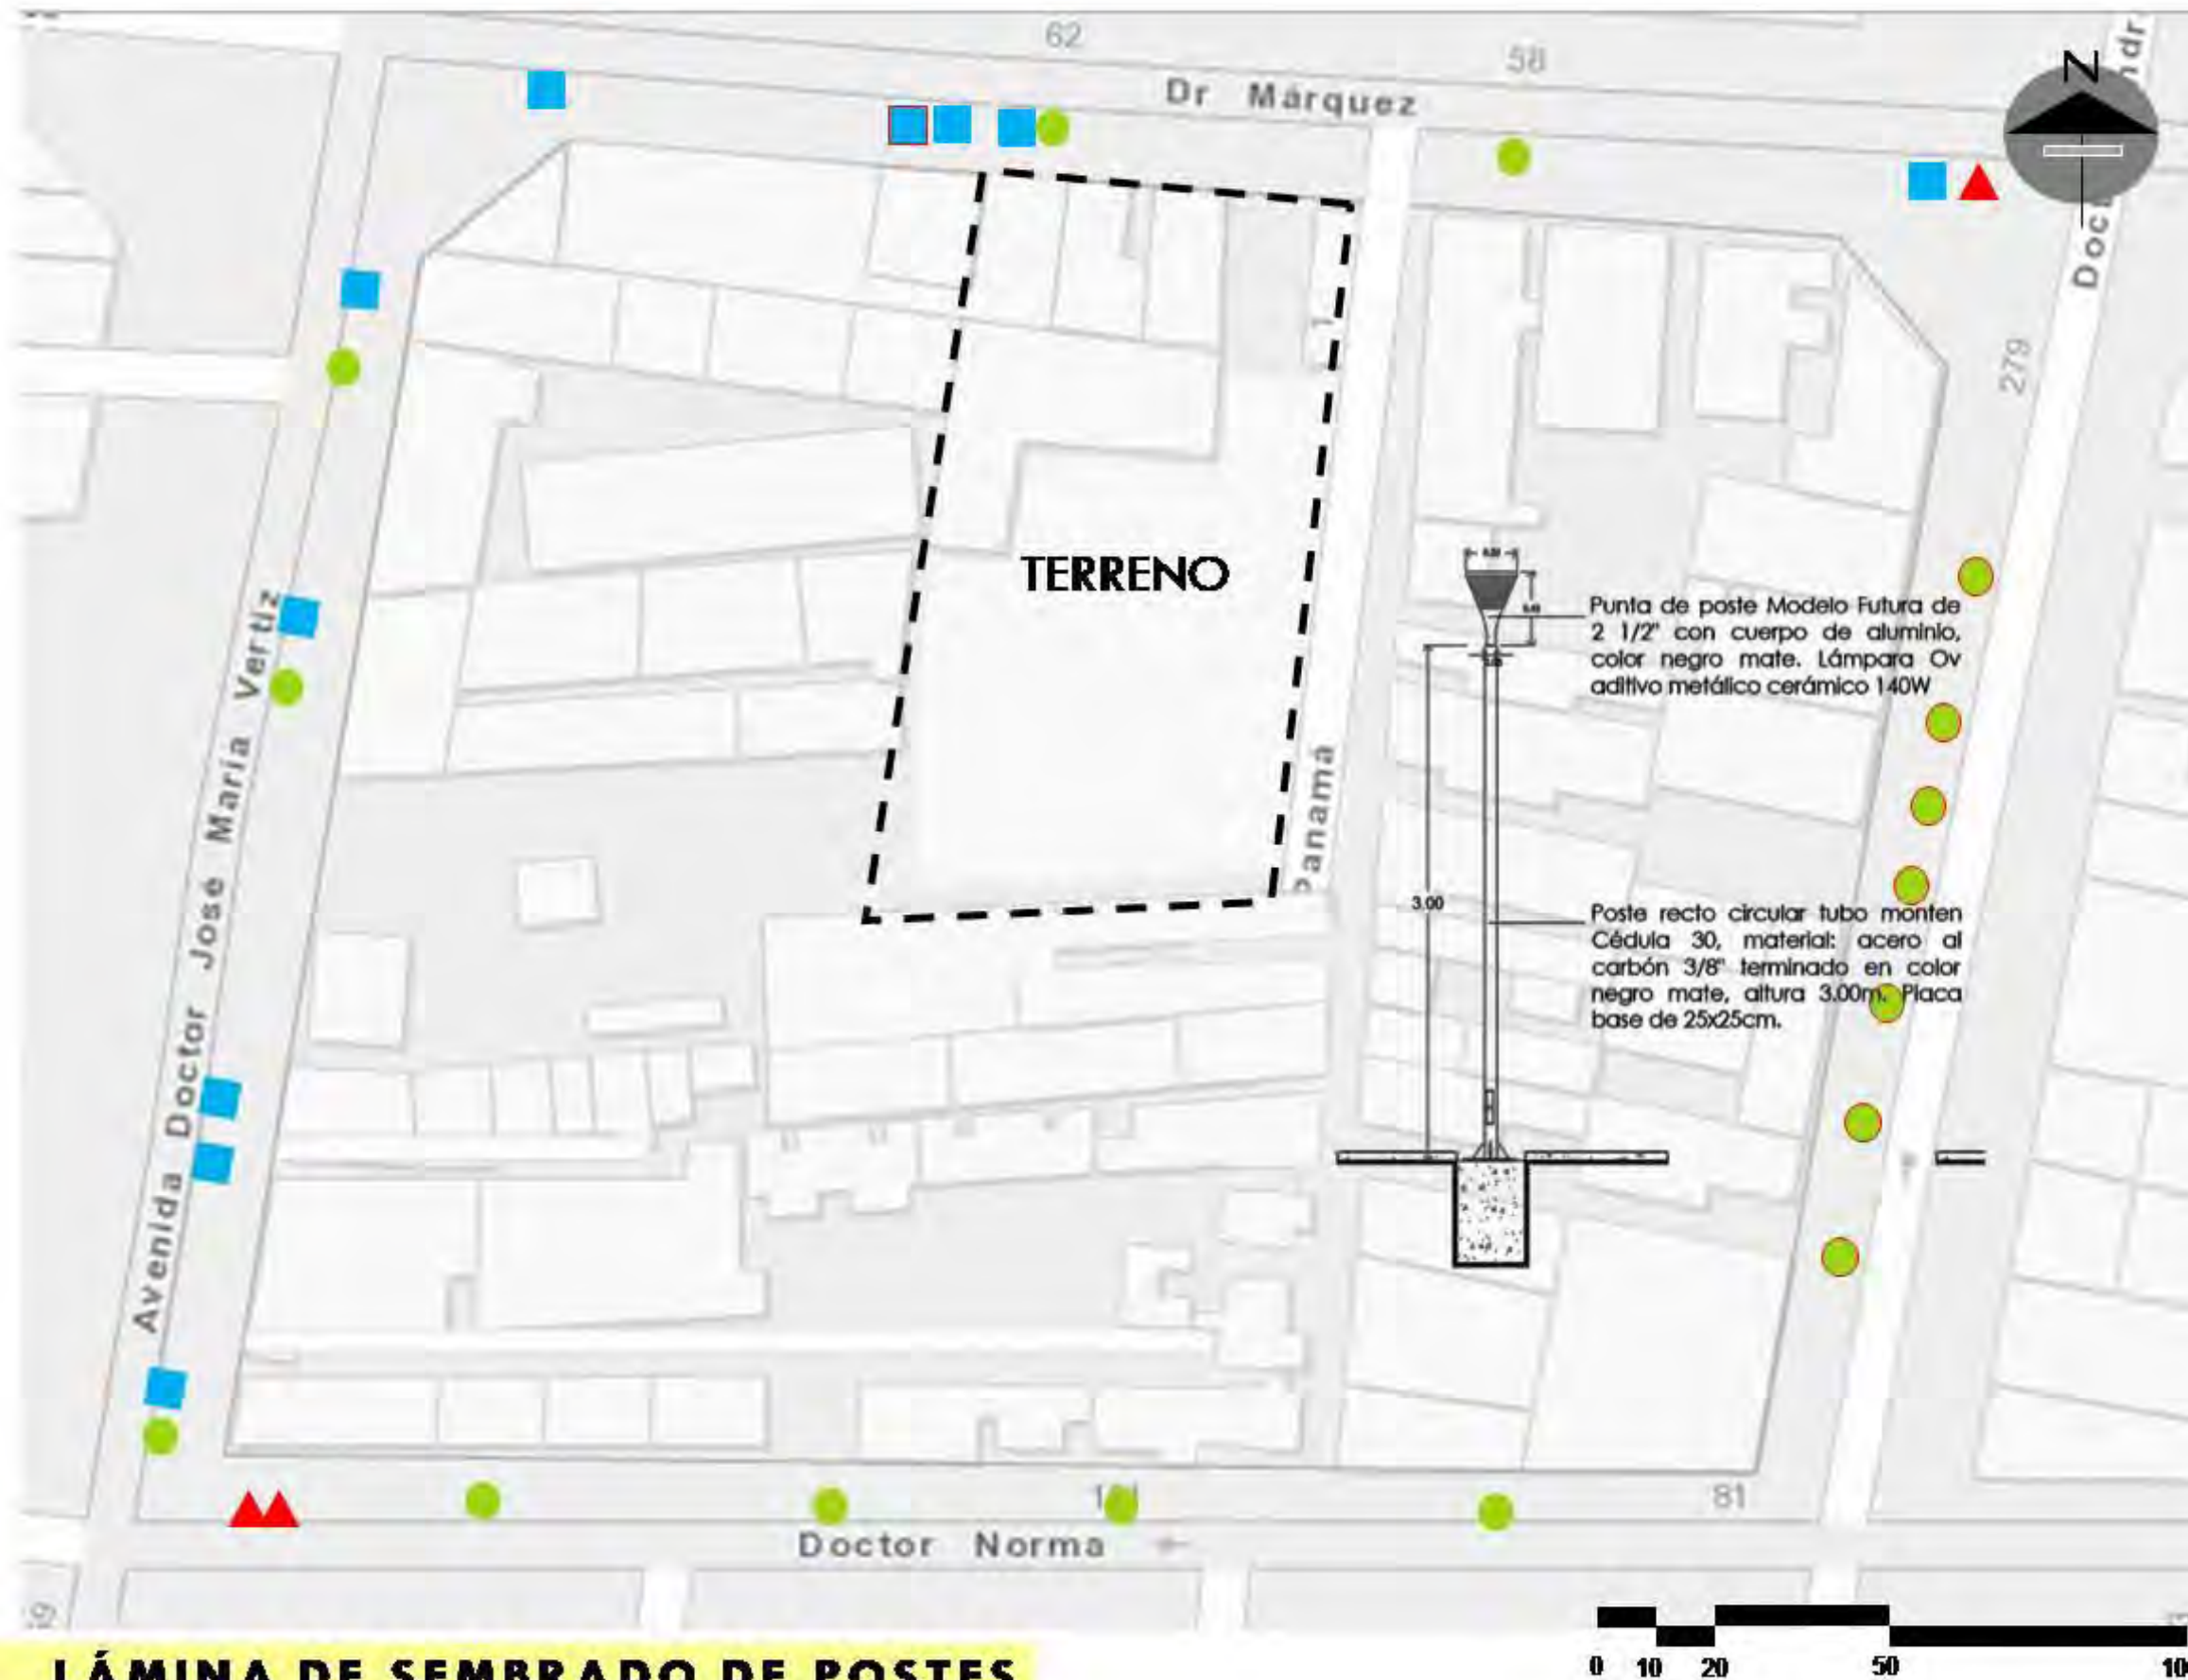 62
58
Dr Márquez
N
279
TERRENO
Punta de poste Modelo Futura de
2 1/2" con cuerpo de aluminio,
color negro mate. Lámpara Ov
aditivo metálico cerámico 140W
Avenida Doctor José María Vertiz
Panamá
3.00
Poste recto circular tubo monten
Cédula 30, material: acero al
carbón 3/8" terminado en color
negro mate, altura 3.00m. Placa
base de 25x25cm.
81
Doctor Norma
0 10 20 50
LÁMINA DE SEMBRADO DE POSTES